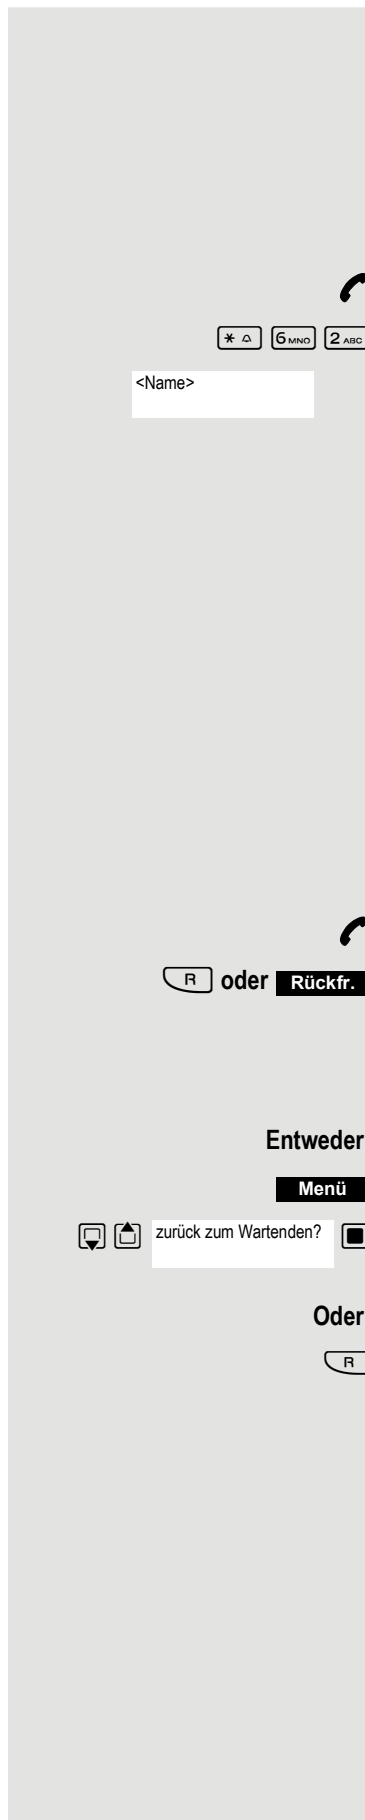 * 6 MNO 2 ABC
<Name>
R oder Rückfr.
Entweder
Menü
zurück zum Wartenden?
Oder
R